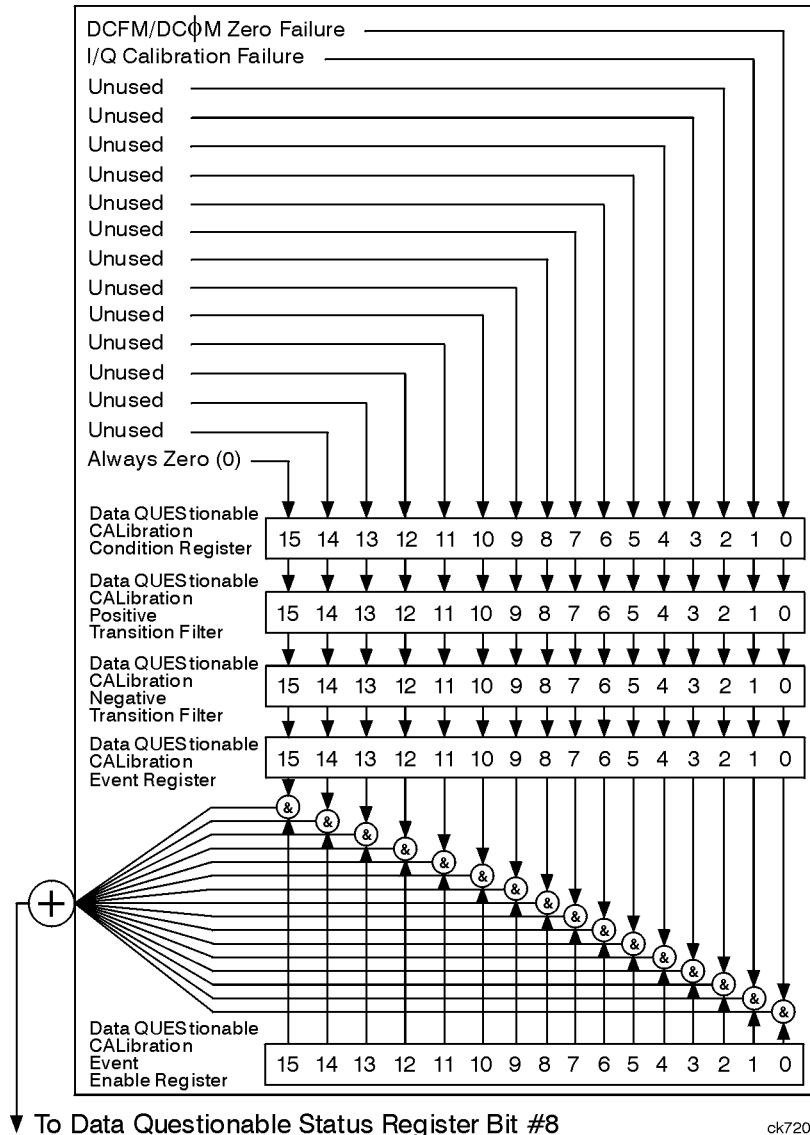 DCFM/DCϕM Zero Failure
I/Q Calibration Failure
Unused
Unused
Unused
Unused
Unused
Unused
Unused
Unused
Unused
Unused
Unused
Unused
Unused
Always Zero (0)
Data QUEStionable
CALibration
Condition Register
15 14 13 12 11 10 9 8 7 6 5 4 3 2 1 0
Data QUEStionable
CALibration
Positive
Transition Filter
15 14 13 12 11 10 9 8 7 6 5 4 3 2 1 0
Data QUEStionable
CALibration
Negative
Transition Filter
15 14 13 12 11 10 9 8 7 6 5 4 3 2 1 0
Data QUEStionable
CALibration
Event Register
15 14 13 12 11 10 9 8 7 6 5 4 3 2 1 0
& & & & & & & & & & & & & & & &
+
Data QUEStionable
CALibration
Event
Enable Register
15 14 13 12 11 10 9 8 7 6 5 4 3 2 1 0
To Data Questionable Status Register Bit #8
ck720